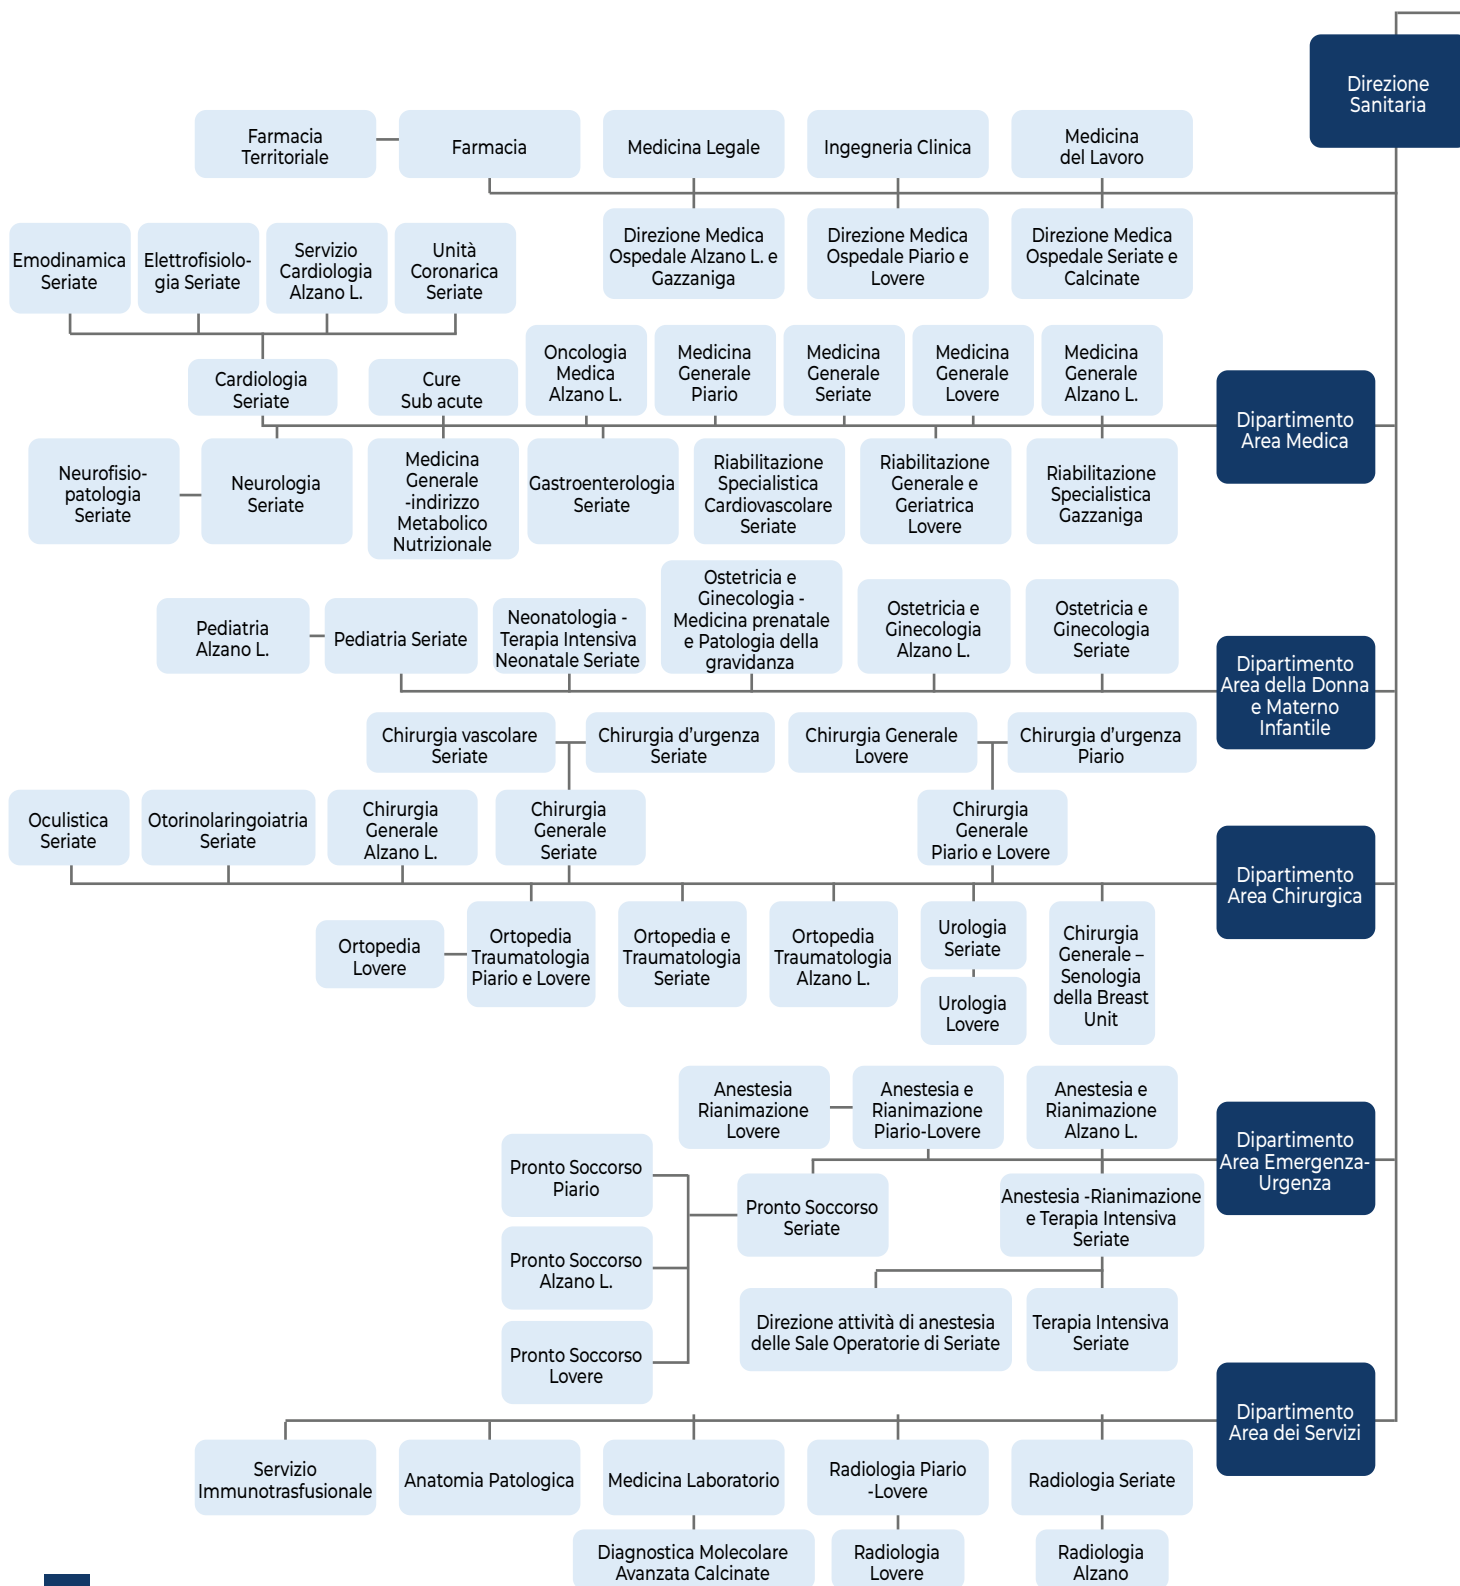 Direzione
Sanitaria
Farmacia
Territoriale
Farmacia
Medicina Legale
Ingegneria Clinica
Medicina
del Lavoro
Direzione Medica
Ospedale Alzano L. e
Gazzaniga
Direzione Medica
Ospedale Piario e
Lovere
Direzione Medica
Ospedale Seriate e
Calcinate
Emodinamica
Seriate
Elettrofisiolo-
gia Seriate
Servizio
Cardiologia
Alzano L.
Unità
Coronarica
Seriate
Cardiologia
Seriate
Cure
Sub acute
Oncologia
Medica
Alzano L.
Medicina
Generale
Piario
Medicina
Generale
Seriate
Medicina
Generale
Lovere
Medicina
Generale
Alzano L.
Dipartimento
Area Medica
Neurofisio-
patologia
Seriate
Neurologia
Seriate
Medicina
Generale
-indirizzo
Metabolico
Nutrizionale
Gastroenterologia
Seriate
Riabilitazione
Specialistica
Cardiovascolare
Seriate
Riabilitazione
Generale e
Geriatrica
Lovere
Riabilitazione
Specialistica
Gazzaniga
Pediatria
Alzano L.
Pediatria Seriate
Neonatologia -
Terapia Intensiva
Neonatale Seriate
Ostetricia e
Ginecologia -
Medicina prenatale
e Patologia della
gravidanza
Ostetricia e
Ginecologia
Alzano L.
Ostetricia e
Ginecologia
Seriate
Dipartimento
Area della Donna
e Materno
Infantile
Chirurgia vascolare
Seriate
Chirurgia d'urgenza
Seriate
Chirurgia Generale
Lovere
Chirurgia d'urgenza
Piario
Oculistica
Seriate
Otorinolaringoiatria
Seriate
Chirurgia
Generale
Alzano L.
Chirurgia
Generale
Seriate
Chirurgia
Generale
Piario e Lovere
Dipartimento
Area Chirurgica
Ortopedia
Lovere
Ortopedia
Traumatologia
Piario e Lovere
Ortopedia e
Traumatologia
Seriate
Ortopedia
Traumatologia
Alzano L.
Urologia
Seriate
Urologia
Lovere
Chirurgia
Generale –
Senologia
della Breast
Unit
Anestesia
Rianimazione
Lovere
Anestesia e
Rianimazione
Piario-Lovere
Anestesia e
Rianimazione
Alzano L.
Dipartimento
Area Emergenza-
Urgenza
Pronto Soccorso
Piario
Pronto Soccorso
Alzano L.
Pronto Soccorso
Lovere
Pronto Soccorso
Seriate
Anestesia -Rianimazione
e Terapia Intensiva
Seriate
Direzione attività di anestesia
delle Sale Operatorie di Seriate
Terapia Intensiva
Seriate
Dipartimento
Area dei Servizi
Servizio
Immunotrasfusionale
Anatomia Patologica
Medicina Laboratorio
Radiologia Piario
-Lovere
Radiologia Seriate
Diagnostica Molecolare
Avanzata Calcinate
Radiologia
Lovere
Radiologia
Alzano